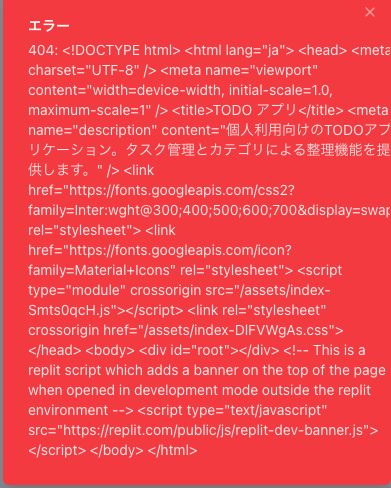 エラー
404: <!DOCTYPE html> <html lang="ja"> <head> <meta
charset="UTF-8" /> <meta name="viewport"
content="width=device-width, initial-scale=1.0,
maximum-scale=1" /> <title>TODO アプリ</title> <meta
name="description" content="個人利用向けのTODOアプ
リケーション。タスク管理とカテゴリによる整理機能を提
供します。" /> <link
href="https://fonts.googleapis.com/css2?
family=Inter:wght@300;400;500;600;700&display=swap
rel="stylesheet"> <link
href="https://fonts.googleapis.com/icon?
family=Material+Icons" rel="stylesheet"> <script
type="module" crossorigin src="/assets/index-
Smts0qcH.js"></script> <link rel="stylesheet"
crossorigin href="/assets/index-DlFVWgAs.css">
</head> <body> <div id="root"></div> <!-- This is a
replit script which adds a banner on the top of the page
when opened in development mode outside the replit
environment --> <script type="text/javascript"
src="https://replit.com/public/js/replit-dev-banner.js">
</script> </body> </html>